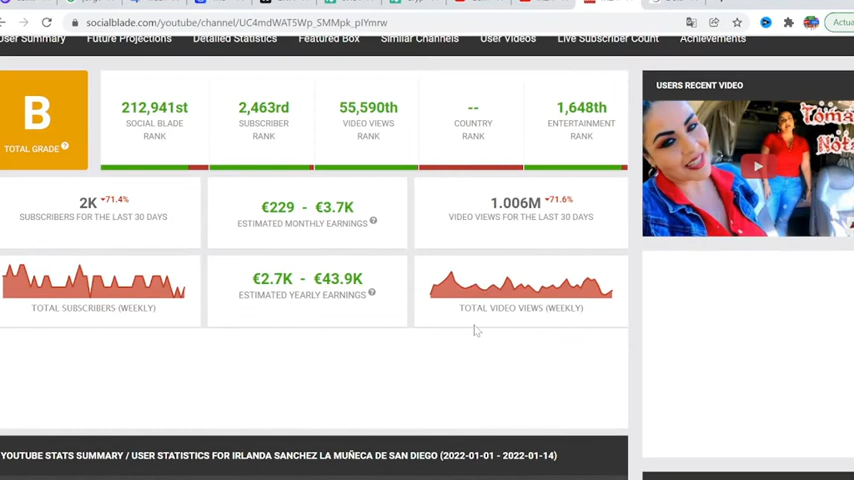 socialblade.com/youtube/channel/UC4mdWAT5Wp_SMMpk_pIYmrw
Actua
User Summary
Future Projections
Detailed Statistics
Featured Box
Similar Channels
User Videos
Live Subscriber Count
Achievements
B
TOTAL GRADE
212,941st
SOCIAL BLADE
RANK
2,463rd
SUBSCRIBER
RANK
55,590th
VIDEO VIEWS
RANK
--
COUNTRY
RANK
1,648th
ENTERTAINMENT
RANK
USERS RECENT VIDEO
Toma
Nota
2K 71.4%
SUBSCRIBERS FOR THE LAST 30 DAYS
€229 - €3.7K
ESTIMATED MONTHLY EARNINGS
1.006M 71.6%
VIDEO VIEWS FOR THE LAST 30 DAYS
TOTAL SUBSCRIBERS (WEEKLY)
€2.7K - €43.9K
ESTIMATED YEARLY EARNINGS
TOTAL VIDEO VIEWS (WEEKLY)
YOUTUBE STATS SUMMARY / USER STATISTICS FOR IRLANDA SANCHEZ LA MUÑECA DE SAN DIEGO (2022-01-01 - 2022-01-14)